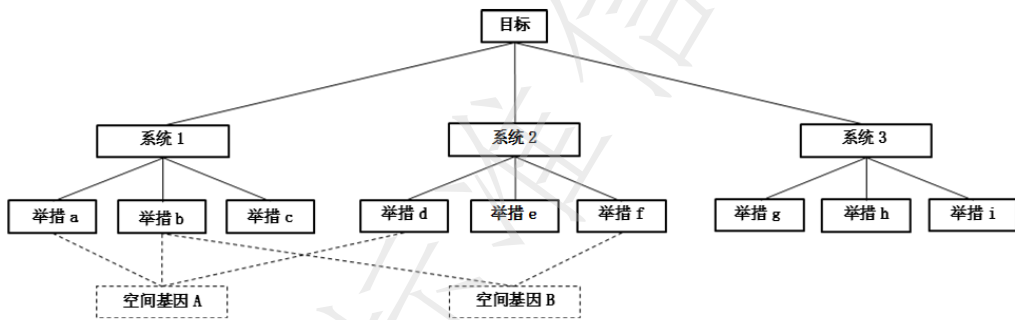 目标
系统 1
系统 2
系统 3
举措 a
举措 b
举措 c
举措 d
举措 e
举措 f
举措 g
举措 h
举措 i
空间基因 A
空间基因 B